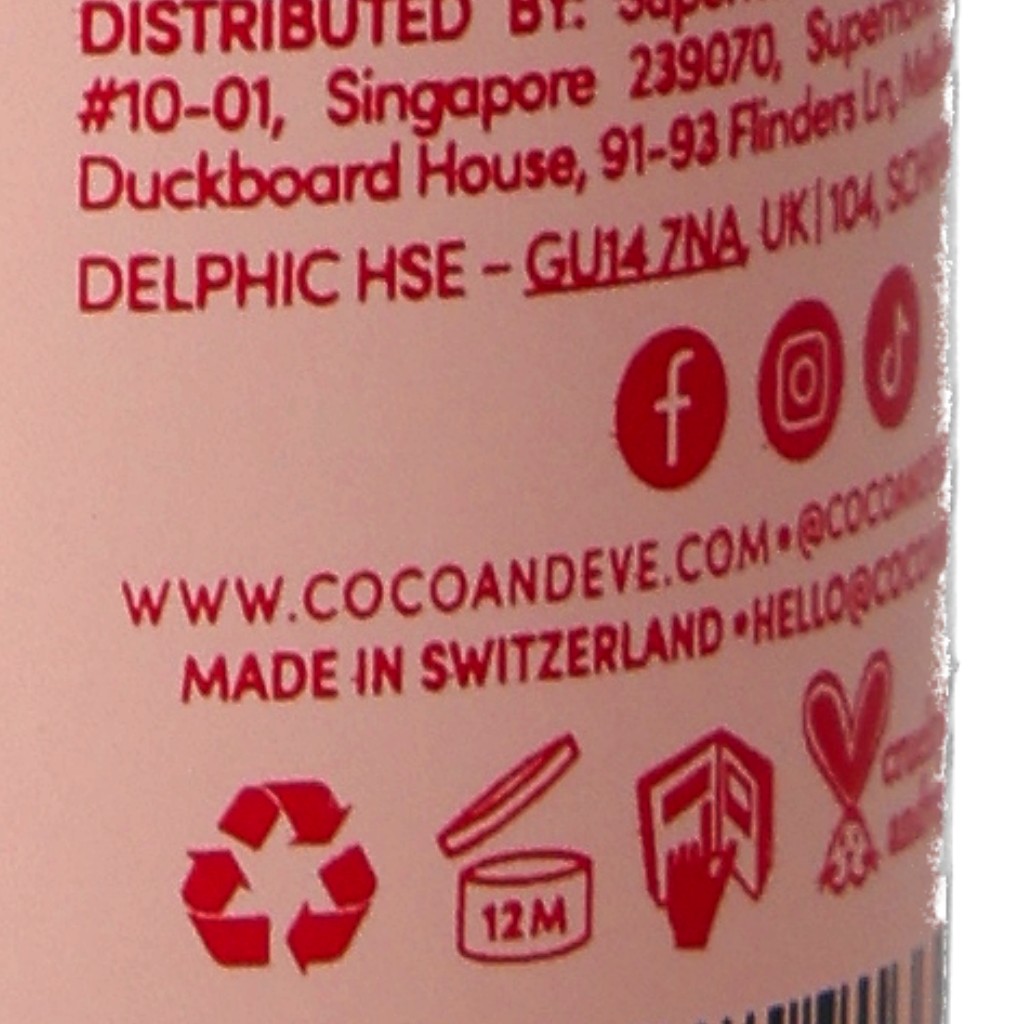 DISTRIBUTED BY:
#10-01, Singapore 239070,
Duckboard House, 91-93 Flinders Ln,
DELPHIC HSE – GU14 7NA, UK | 104,
WWW.COCOANDEVE.COM •
MADE IN SWITZERLAND •
12M